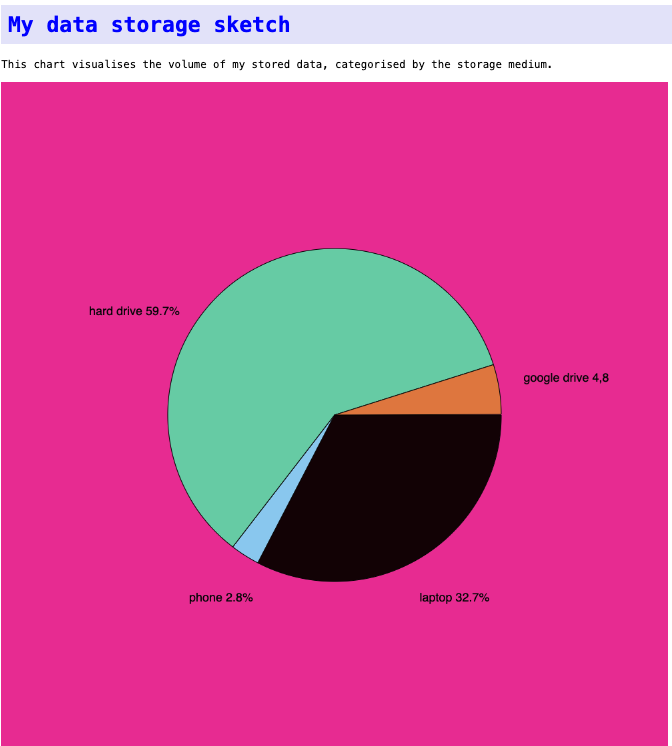 My data storage sketch
This chart visualises the volume of my stored data, categorised by the storage medium.
hard drive 59.7%
google drive 4,8
phone 2.8%
laptop 32.7%